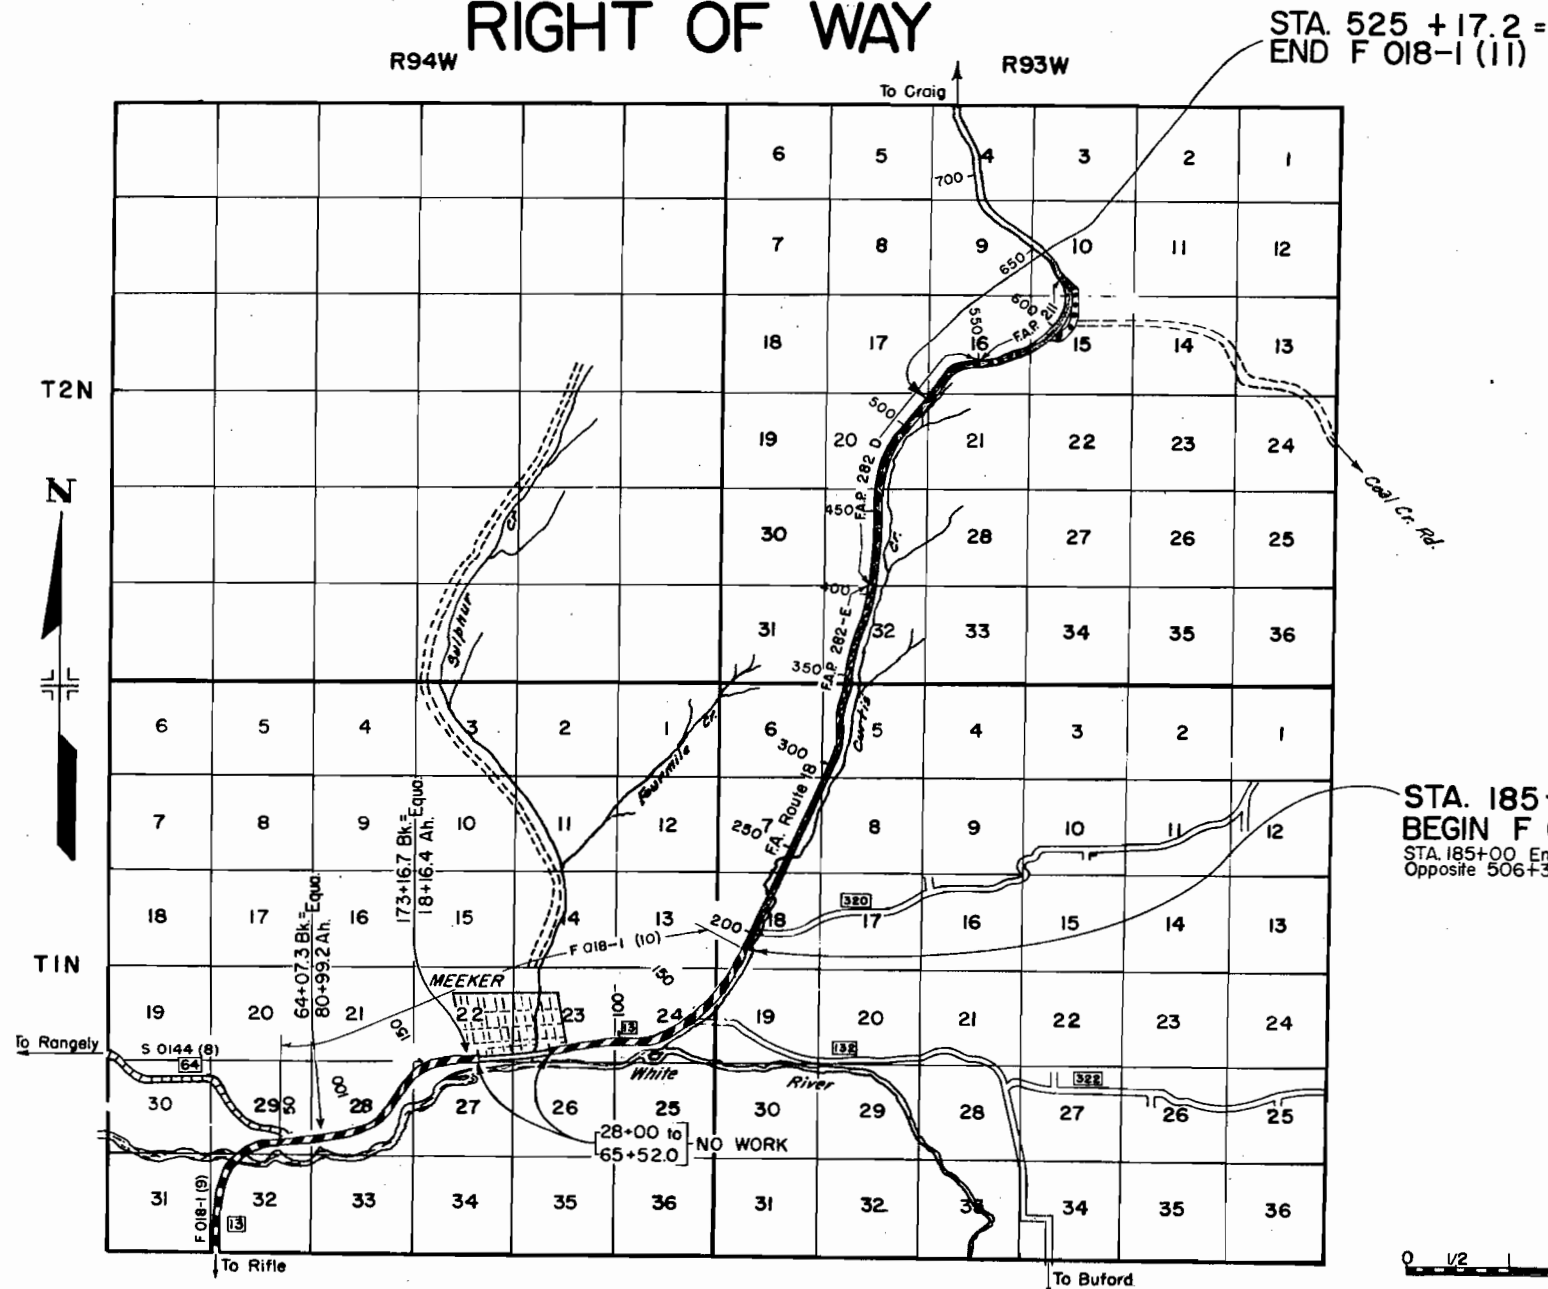 RIGHT OF WAY
STA. 525 +17.2 =
END F 018-1 (11)
R94W
R93W
To Craig
6 5 4 3 2 1
700
7 8 9 10 11 12
650
600
550
F.A.P. 211
18 17 16 15 14 13
T2N
500
19 20 21 22 23 24
F.A.P. 282 D
Coal Cr. Rd.
N
450
Cr.
Cr.
30 28 27 26 25
400
Sulphur
31 32 33 34 35 36
F.A.P. 282-E
350
Curtis
6 5 4 3 2 1 6 5 4 3 2 1
Fourmile Cr.
300
F.A. Route 18
STA. 185+
BEGIN F
STA. 185+00 En
Opposite 506+3
7 8 9 10 11 12 7 8 9 10 11 12
250
173+16.7 Bk.=
18+16.4 Ah.
Equa.
64+07.3 Bk.=
80+99.2 Ah.
Equa.
320
18 17 16 15 14 13 18 17 16 15 14 13
200
F 018-1 (10)
T1N
MEEKER
150
19 20 21 22 23 24 19 20 21 22 23 24
150
100
13
To Rangely
S 0144 (8)
64
132
White
River
322
30 29 28 27 26 25 30 29 28 27 26 25
50
100
28+00 to
65+52.0
NO WORK
31 32 33 34 35 36 31 32 33 34 35 36
F 018-1 (9)
13
To Rifle
To Buford
0 1/2 1